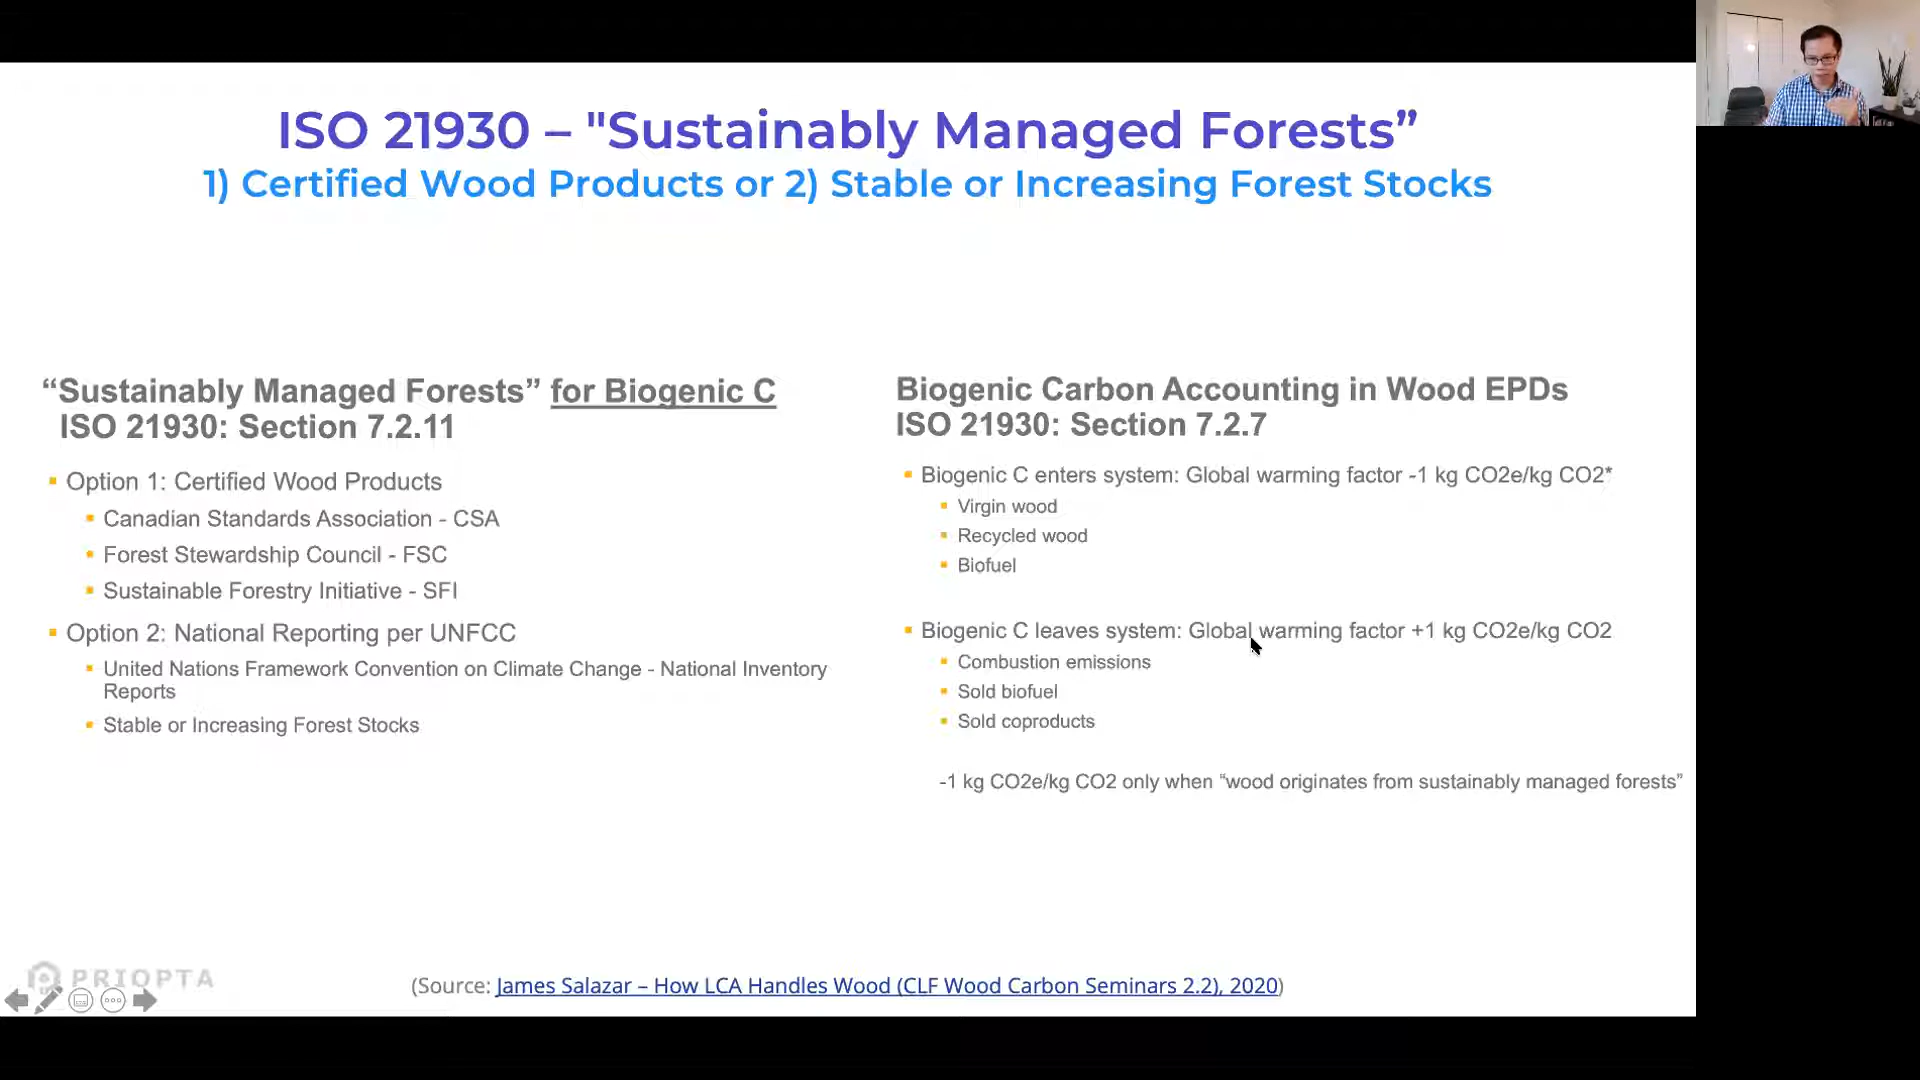 ISO 21930 – "Sustainably Managed Forests”
1) Certified Wood Products or 2) Stable or Increasing Forest Stocks
“Sustainably Managed Forests” for Biogenic C
ISO 21930: Section 7.2.11
Option 1: Certified Wood Products
Canadian Standards Association - CSA
Forest Stewardship Council - FSC
Sustainable Forestry Initiative - SFI
Option 2: National Reporting per UNFCC
United Nations Framework Convention on Climate Change - National Inventory
Reports
Stable or Increasing Forest Stocks
Biogenic Carbon Accounting in Wood EPDs
ISO 21930: Section 7.2.7
Biogenic C enters system: Global warming factor -1 kg CO2e/kg CO2*
Virgin wood
Recycled wood
Biofuel
Biogenic C leaves system: Global warming factor +1 kg CO2e/kg CO2
Combustion emissions
Sold biofuel
Sold coproducts
-1 kg CO2e/kg CO2 only when “wood originates from sustainably managed forests”
PRIOPTA
(Source: James Salazar – How LCA Handles Wood (CLF Wood Carbon Seminars 2.2), 2020)